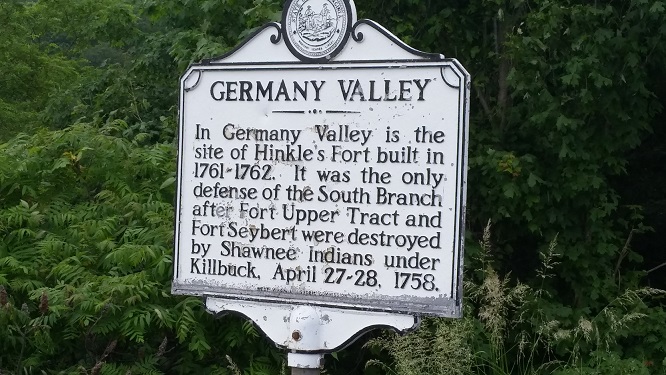 GERMANY VALLEY
In Germany Valley is the
site of Hinkle's Fort built in
1761-1762. It was the only
defense of the South Branch
after Fort Upper Tract and
Fort Seybert were destroyed
by Shawnee Indians under
Killbuck, April 27-28, 1758.